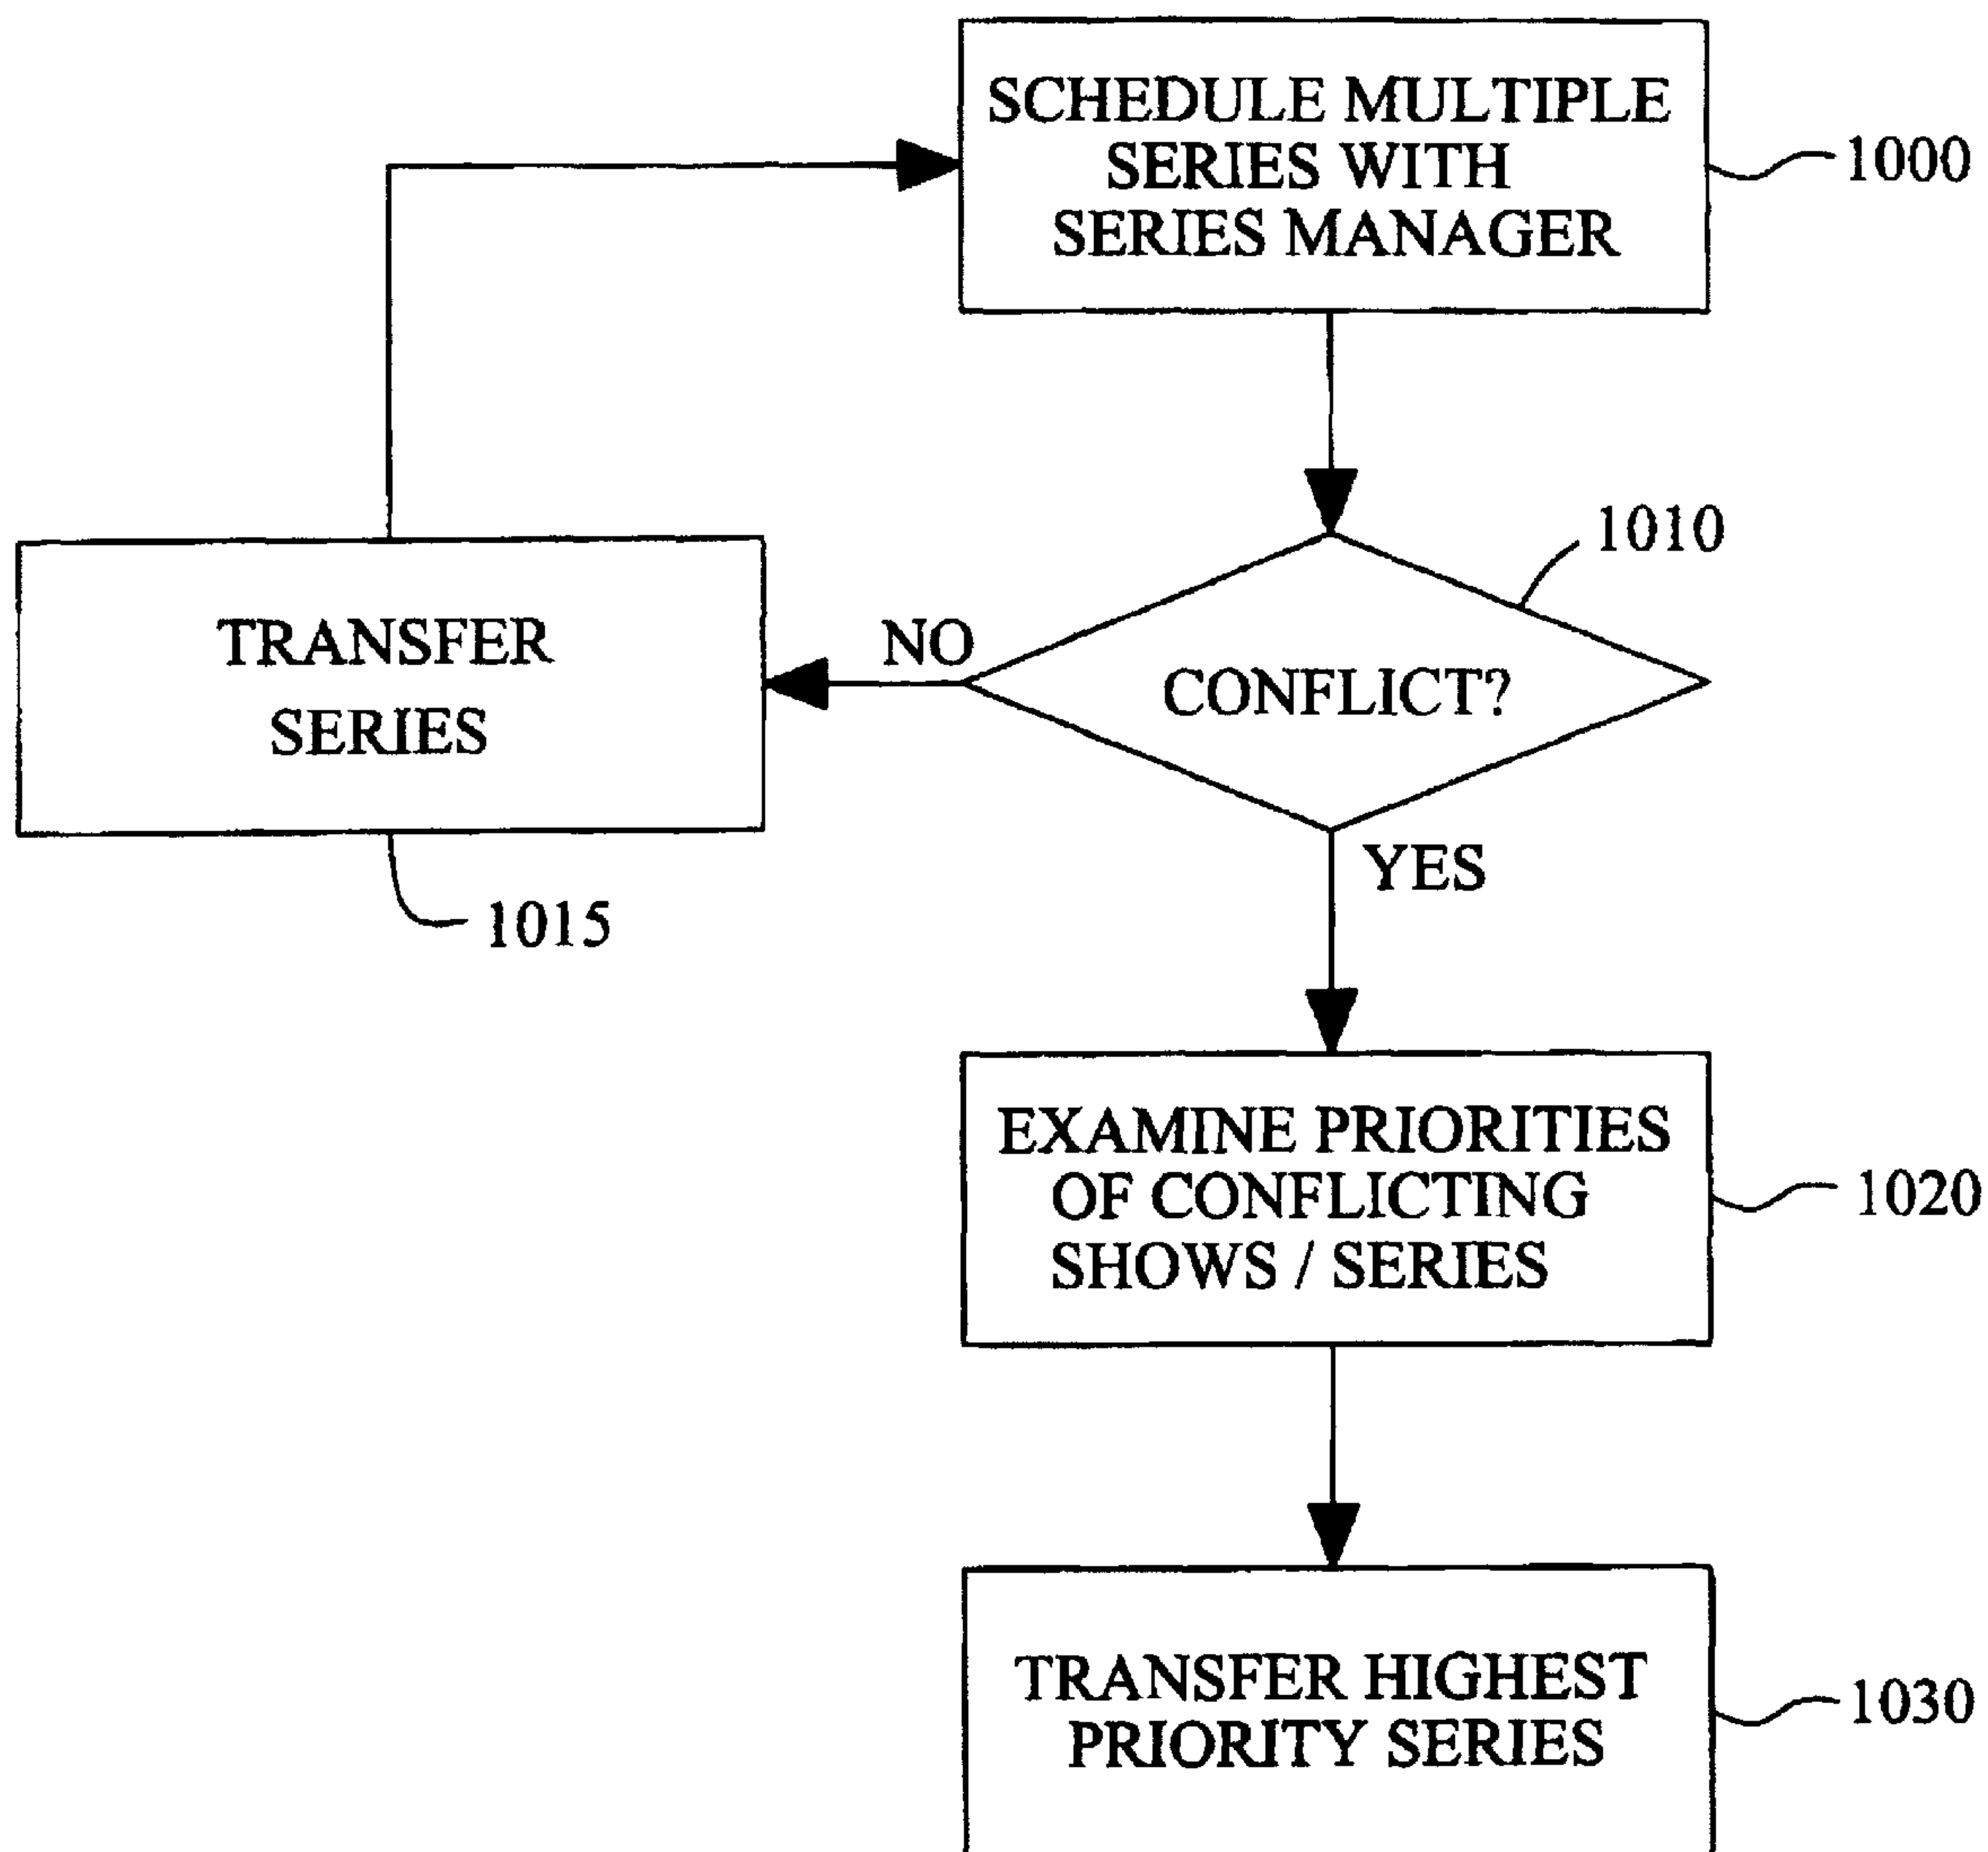 SCHEDULE MULTIPLE
SERIES WITH
SERIES MANAGER
1000
1010
CONFLICT?
NO
TRANSFER
SERIES
1015
YES
EXAMINE PRIORITIES
OF CONFLICTING
SHOWS / SERIES
1020
TRANSFER HIGHEST
PRIORITY SERIES
1030